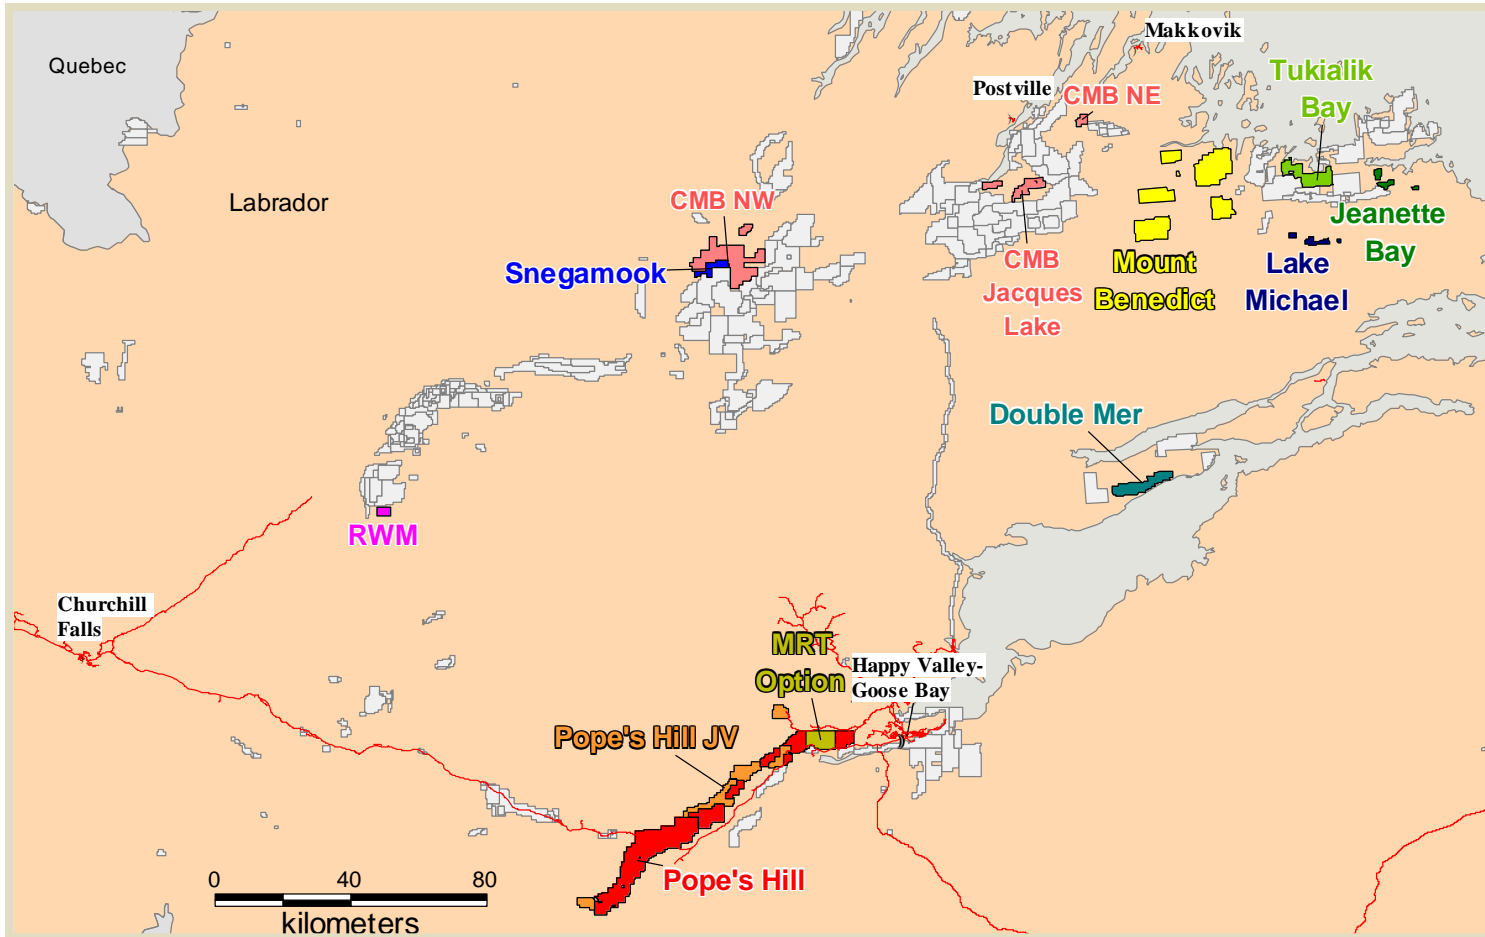 Makkovik
Quebec
Tukialik
Bay
Postville
CMB NE
Labrador
CMB NW
Jeanette
Bay
Snegamook
CMB
Jacques
Lake
Mount
Benedict
Lake
Michael
Double Mer
RWM
Churchill
Falls
MRT
Option
Happy Valley-
Goose Bay
Pope's Hill JV
Pope's Hill
0 40 80
kilometers